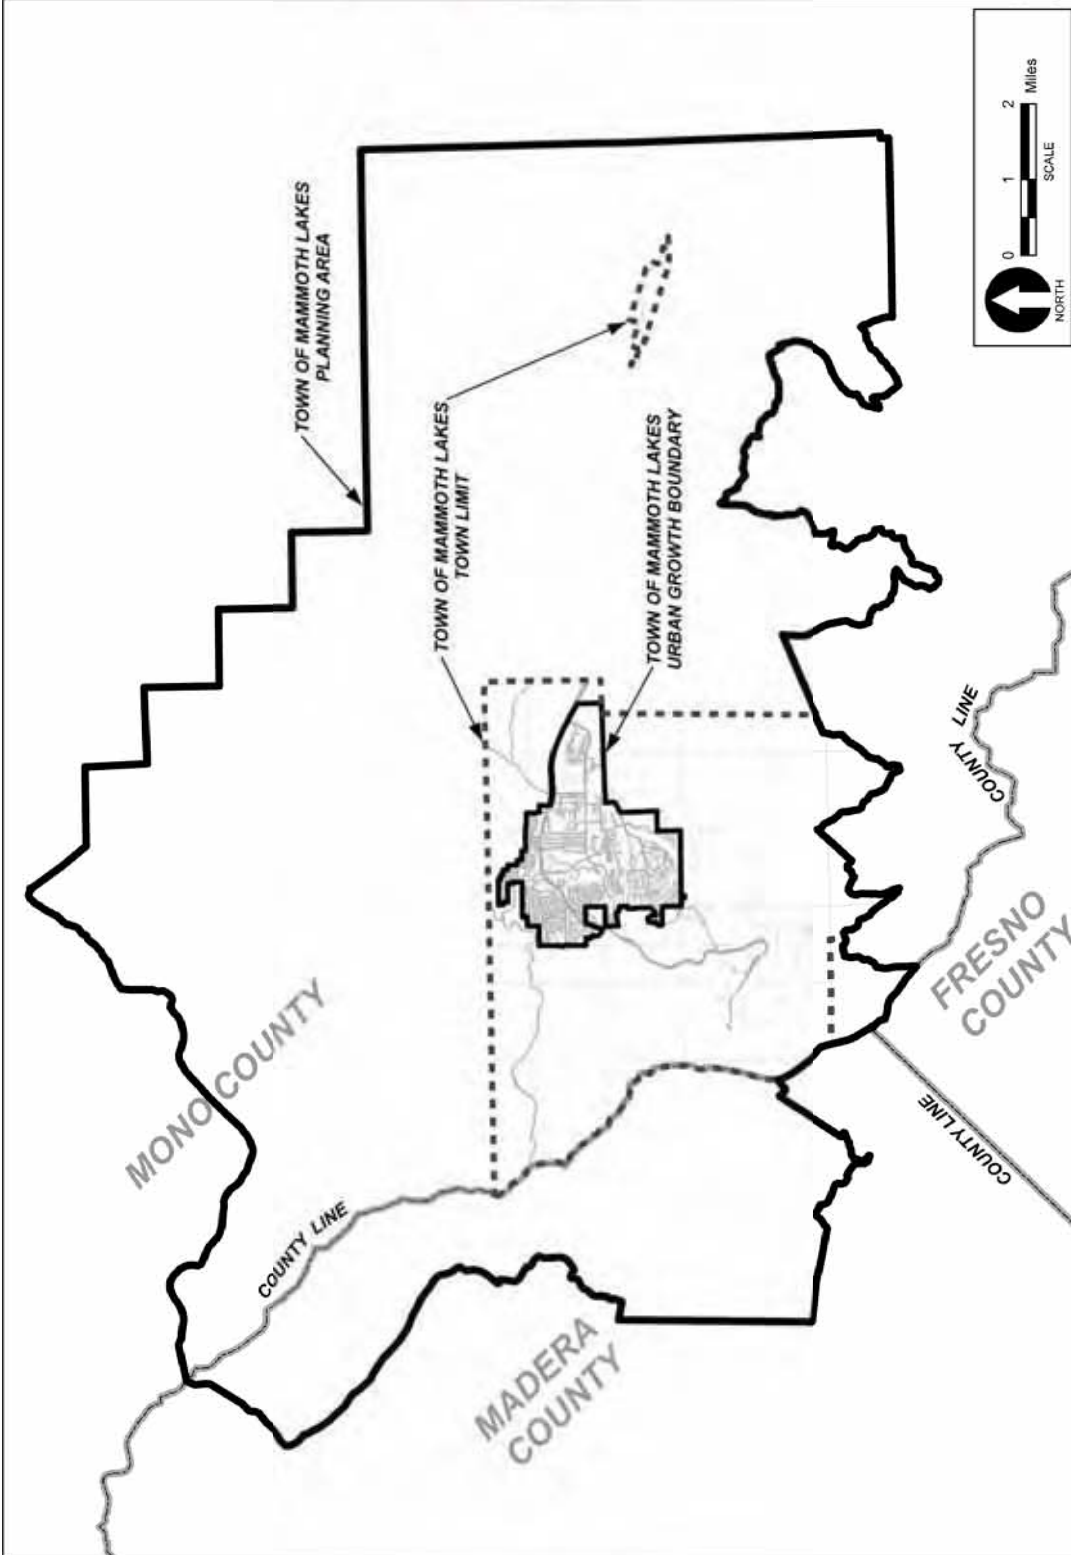 TOWN OF MAMMOTH LAKES
PLANNING AREA
TOWN OF MAMMOTH LAKES
TOWN LIMIT
TOWN OF MAMMOTH LAKES
URBAN GROWTH BOUNDARY
MONO COUNTY
COUNTY LINE
MADERA
COUNTY
COUNTY LINE
FRESNO
COUNTY
COUNTY LINE
NORTH
0 1 2
Miles
SCALE